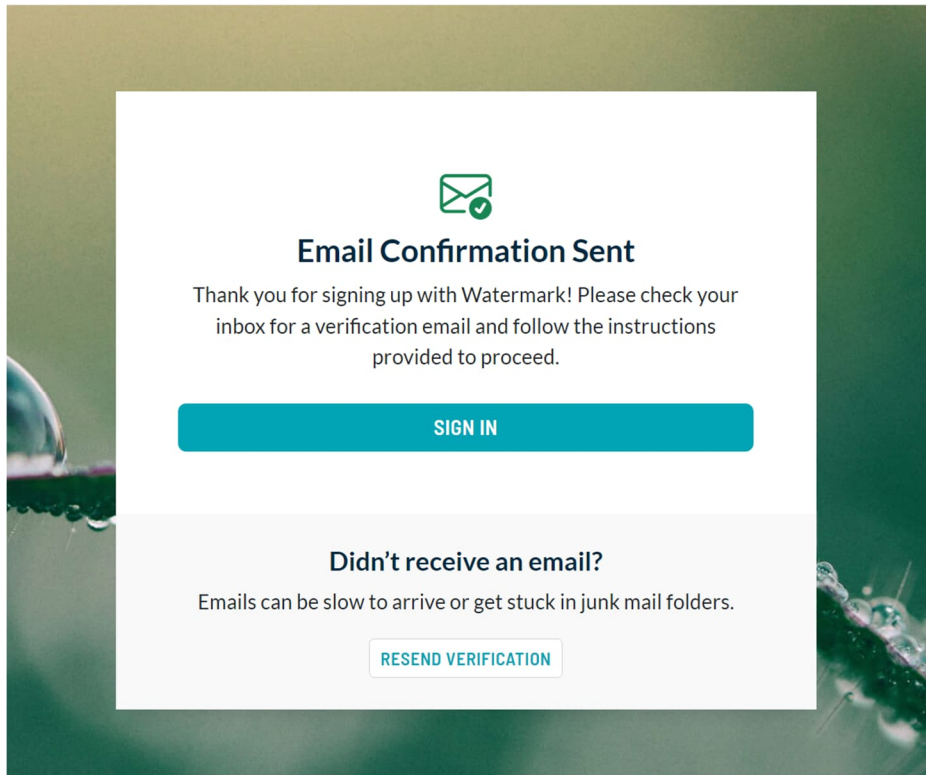 Email Confirmation Sent
Thank you for signing up with Watermark! Please check your
inbox for a verification email and follow the instructions
provided to proceed.
SIGN IN
Didn’t receive an email?
Emails can be slow to arrive or get stuck in junk mail folders.
RESEND VERIFICATION